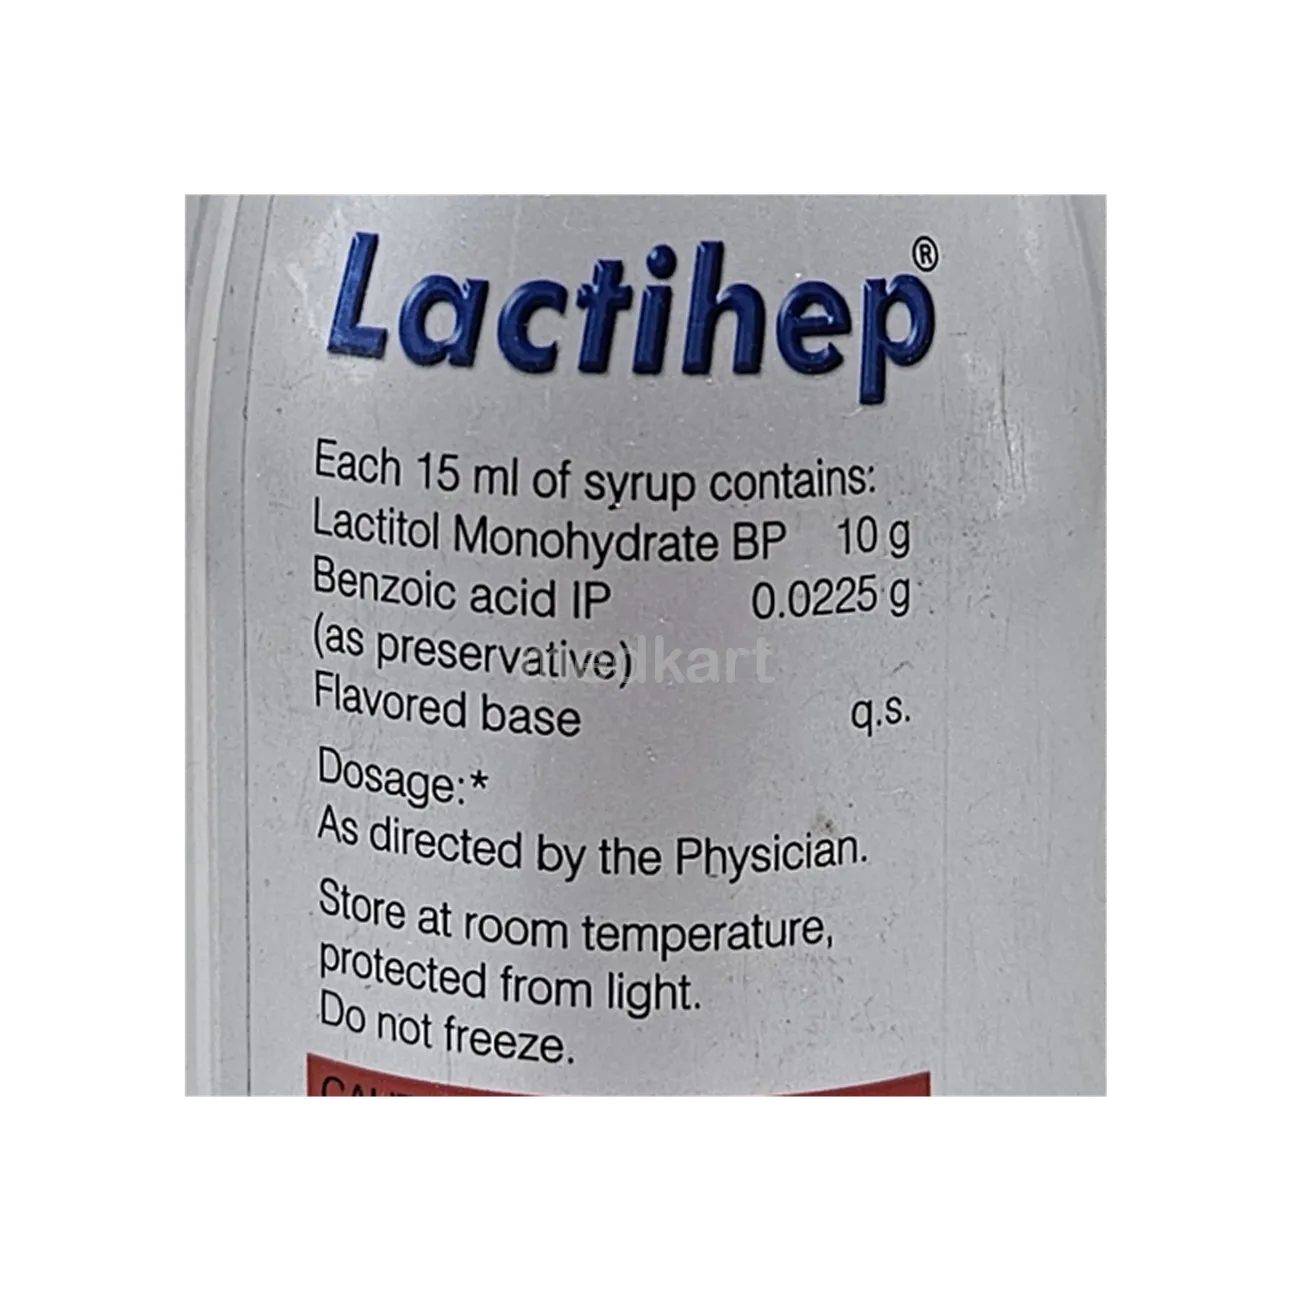 Lactihep®
Each 15 ml of syrup contains:
Lactitol Monohydrate BP 10 g
Benzoic acid IP 0.0225 g
(as preservative)
medkart
Flavored base q.s.
Dosage:*
As directed by the Physician.
Store at room temperature,
protected from light.
Do not freeze.